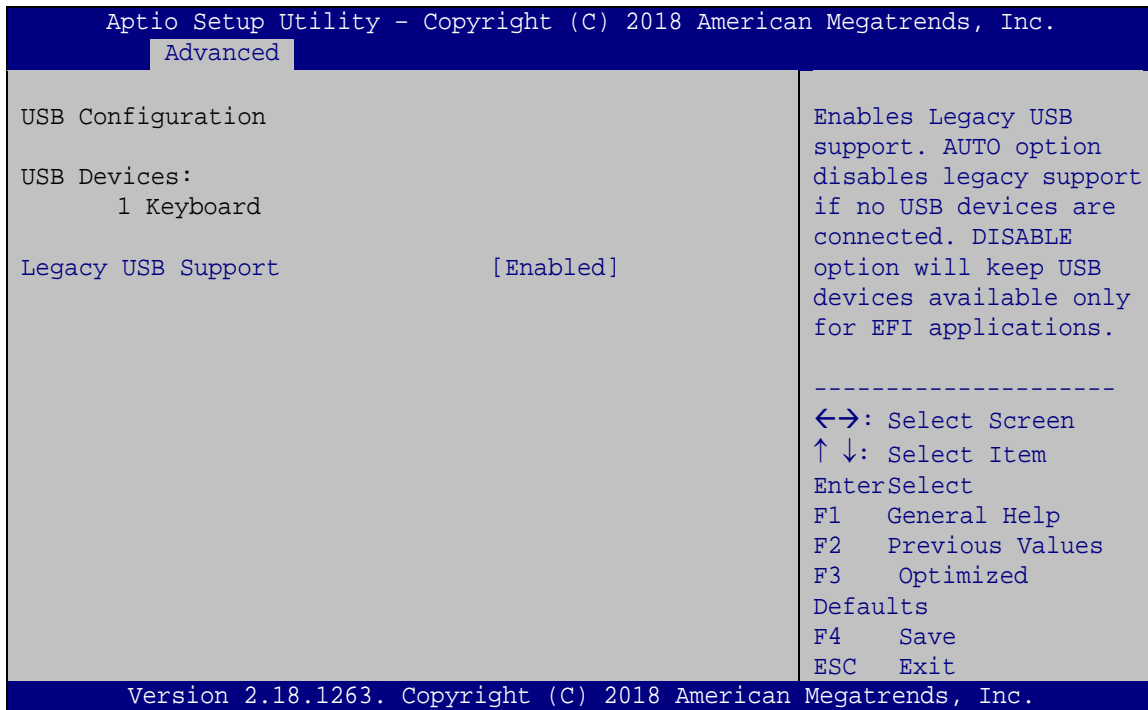 Aptio Setup Utility – Copyright (C) 2018 American Megatrends, Inc.
Advanced
USB Configuration
USB Devices:
1 Keyboard
Legacy USB Support [Enabled]
Enables Legacy USB
support. AUTO option
disables legacy support
if no USB devices are
connected. DISABLE
option will keep USB
devices available only
for EFI applications.
---------------------
←→: Select Screen
↑ ↓: Select Item
EnterSelect
F1 General Help
F2 Previous Values
F3 Optimized
Defaults
F4 Save
ESC Exit
Version 2.18.1263. Copyright (C) 2018 American Megatrends, Inc.